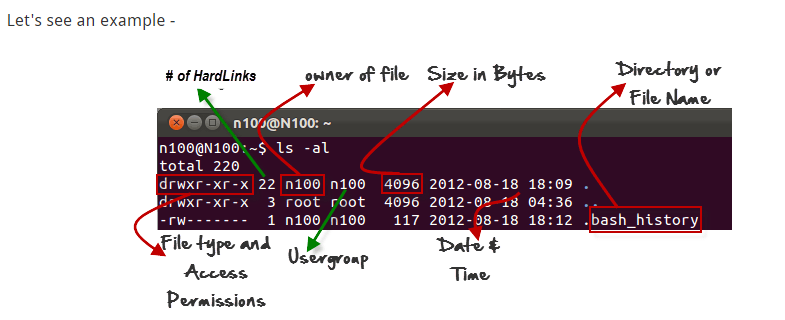 Let's see an example -
# of HardLinks
owner of file
Size in Bytes
Directory or
File Name
n100@N100: ~
n100@N100:~$ ls -al
total 220
drwxr-xr-x 22 n100 n100 4096 2012-08-18 18:09 .
drwxr-xr-x 3 root root 4096 2012-08-18 04:36 ..
-rw------- 1 n100 n100 117 2012-08-18 18:12 .bash_history
File type and
Access
Permissions
Usergroup
Date &
Time